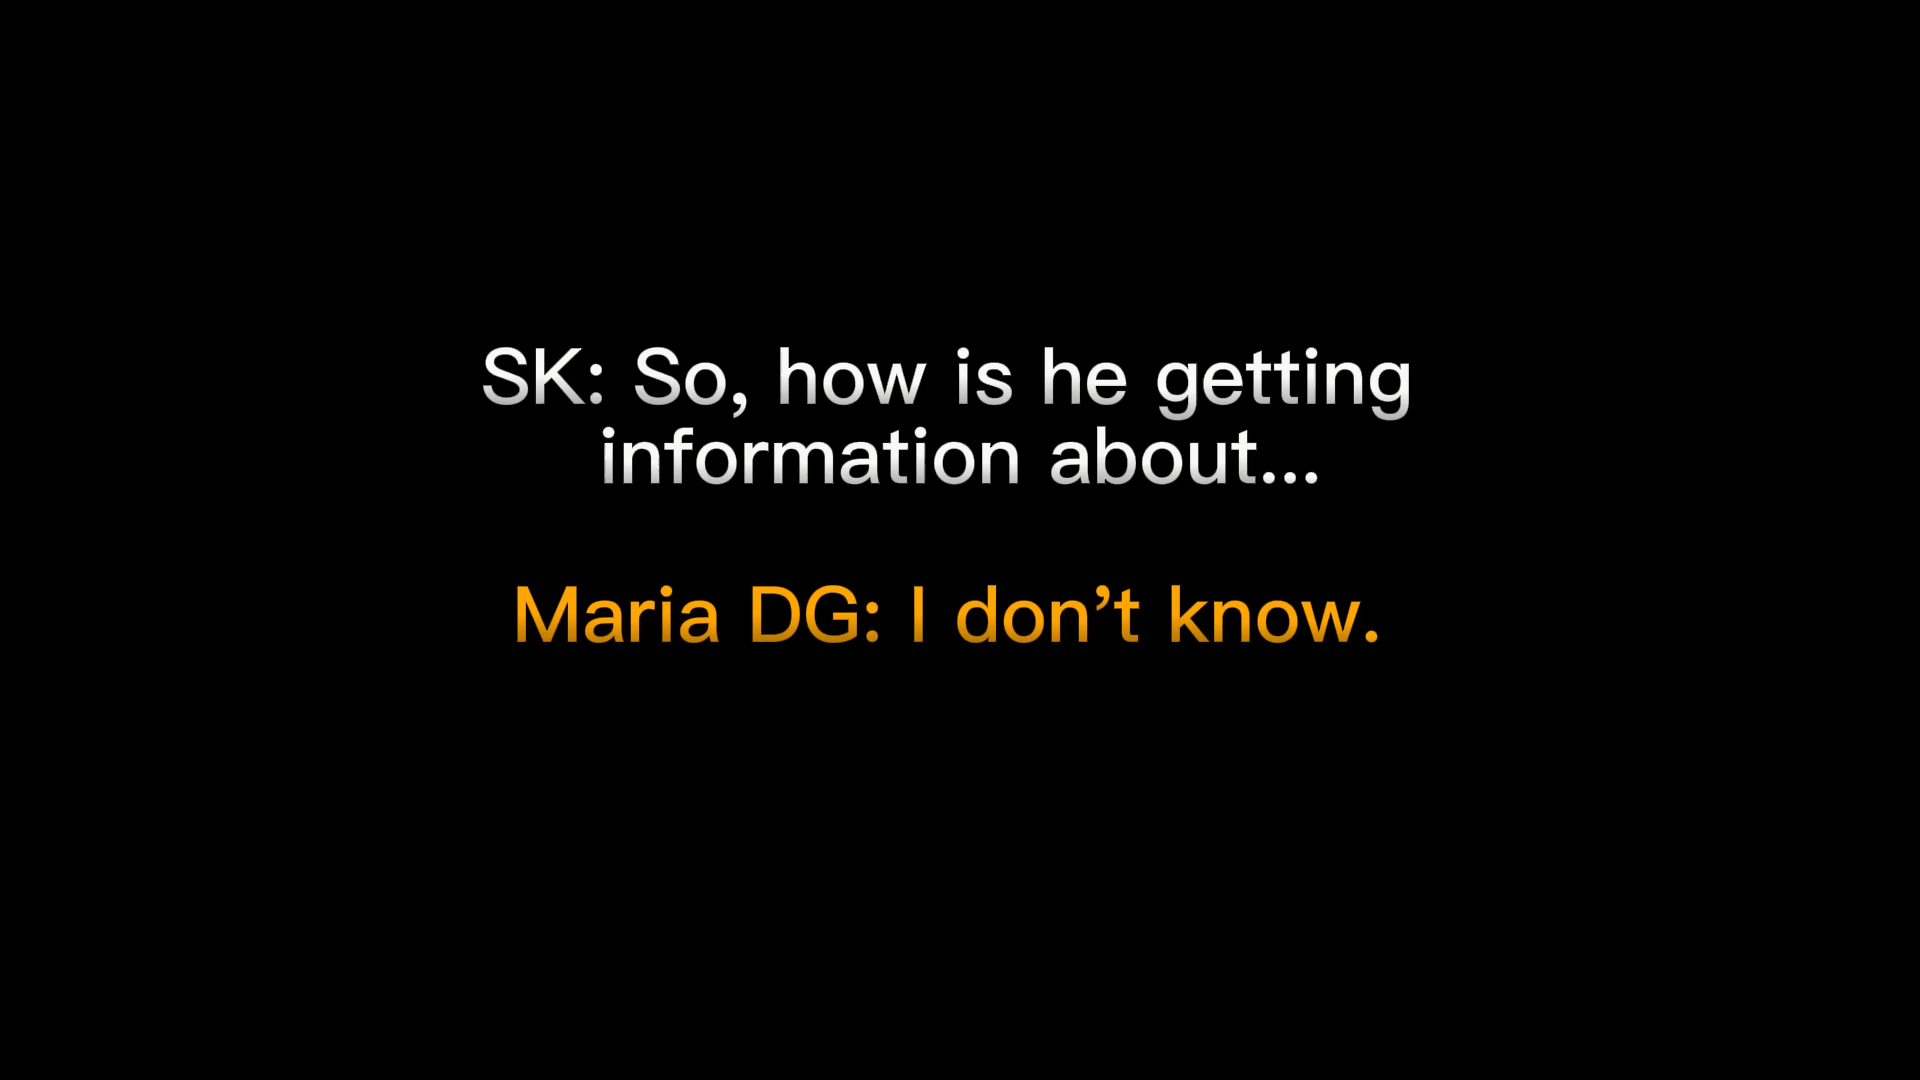 SK: So, how is he getting
information about...
Maria DG: I don’t know.